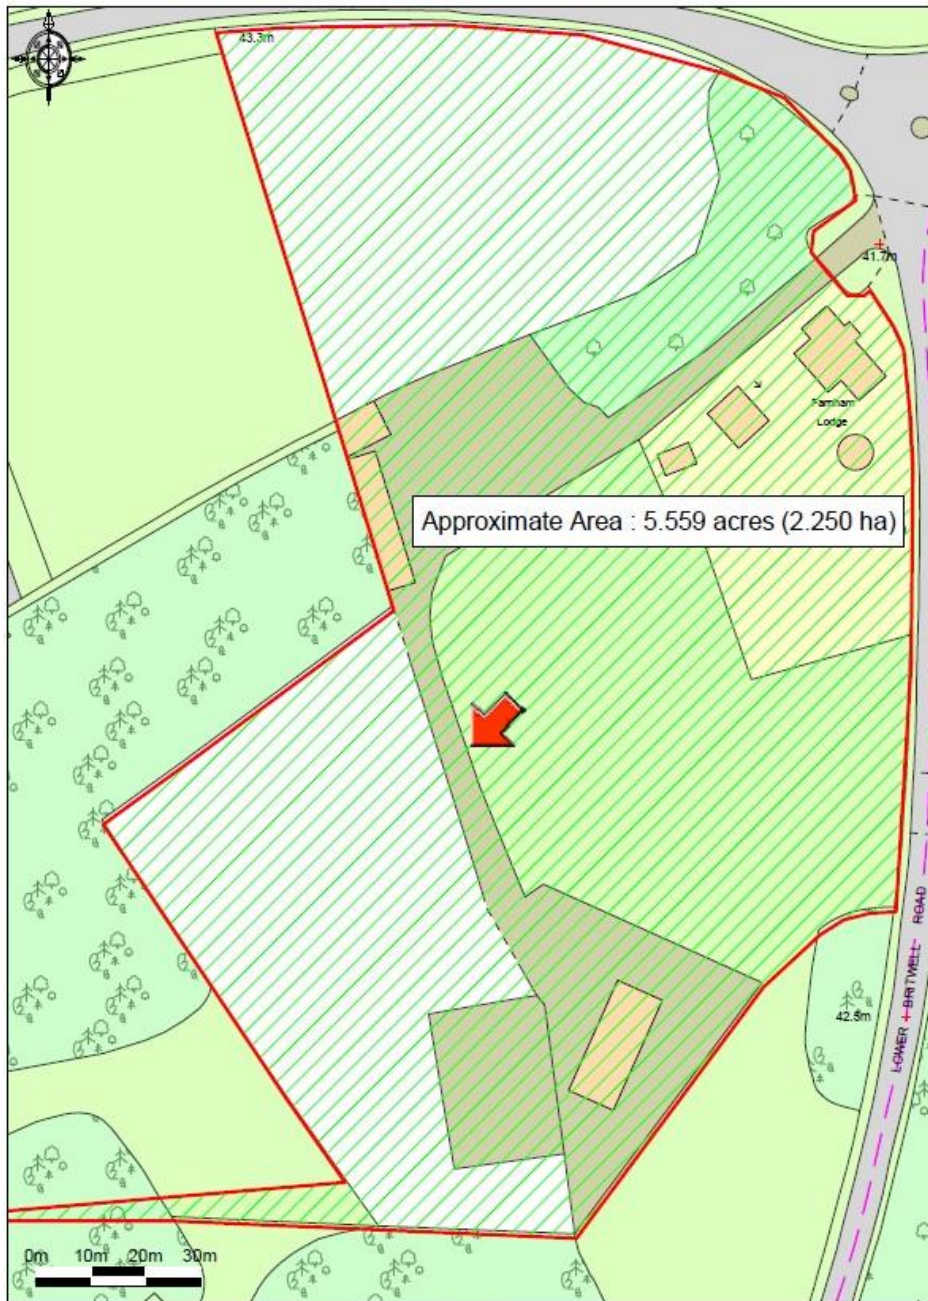 43.3m
41.7m
Farnham
Lodge
Approximate Area : 5.559 acres (2.250 ha)
LOWER BRITWELL ROAD
42.5m
0m 10m 20m 30m